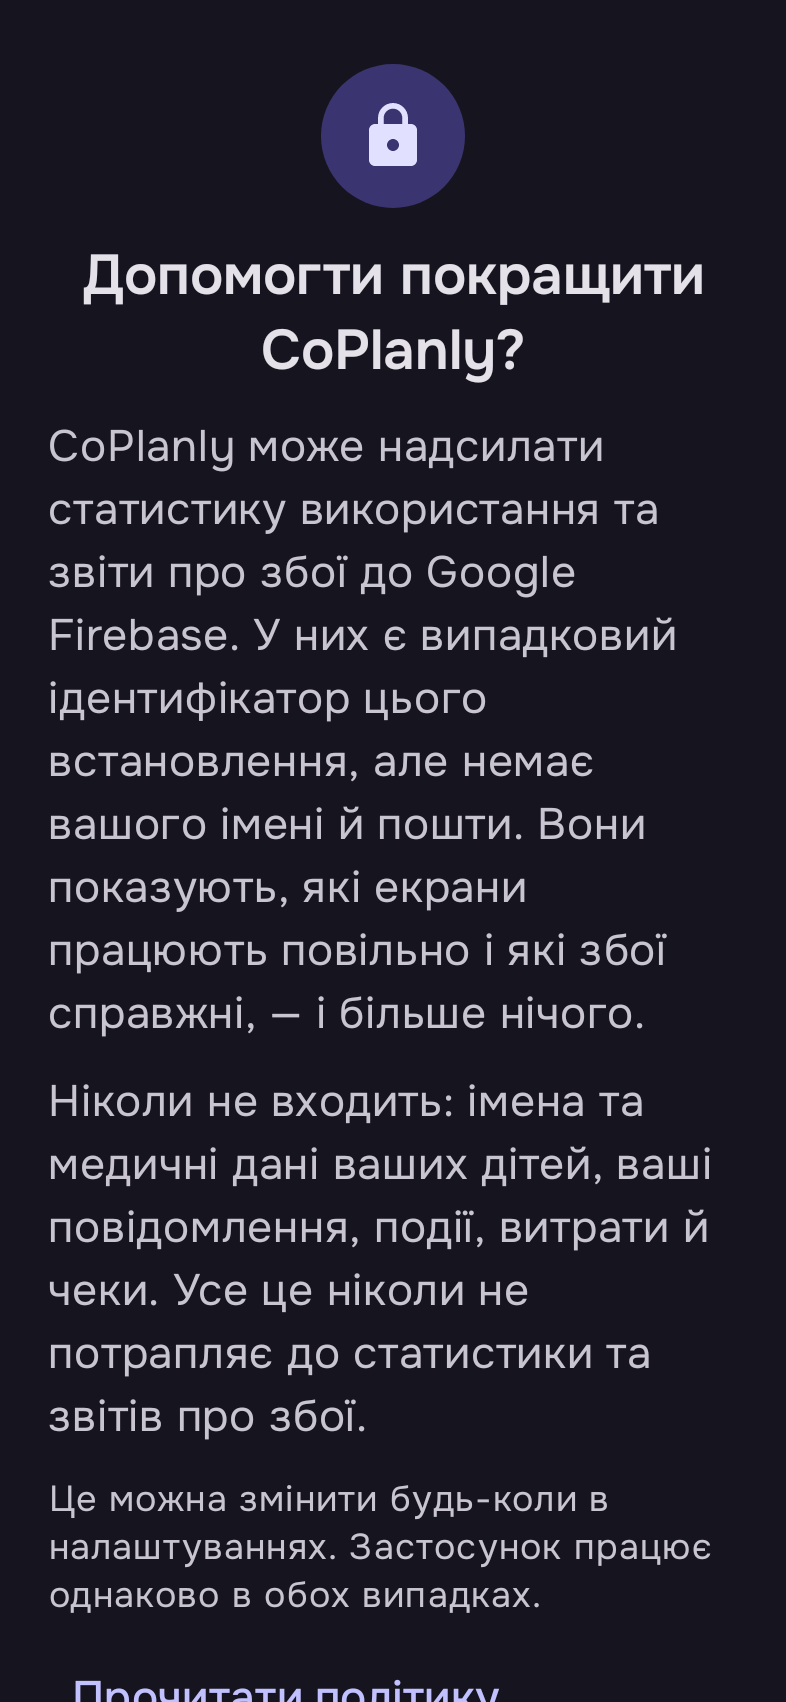 Допомогти покращити
CoPlanly?
CoPlanly може надсилати
статистику використання та
звіти про збої до Google
Firebase. У них є випадковий
ідентифікатор цього
встановлення, але немає
вашого імені й пошти. Вони
показують, які екрани
працюють повільно і які збої
справжні, — і більше нічого.
Ніколи не входить: імена та
медичні дані ваших дітей, ваші
повідомлення, події, витрати й
чеки. Усе це ніколи не
потрапляє до статистики та
звітів про збої.
Це можна змінити будь-коли в
налаштуваннях. Застосунок працює
однаково в обох випадках.
Прочитати політику